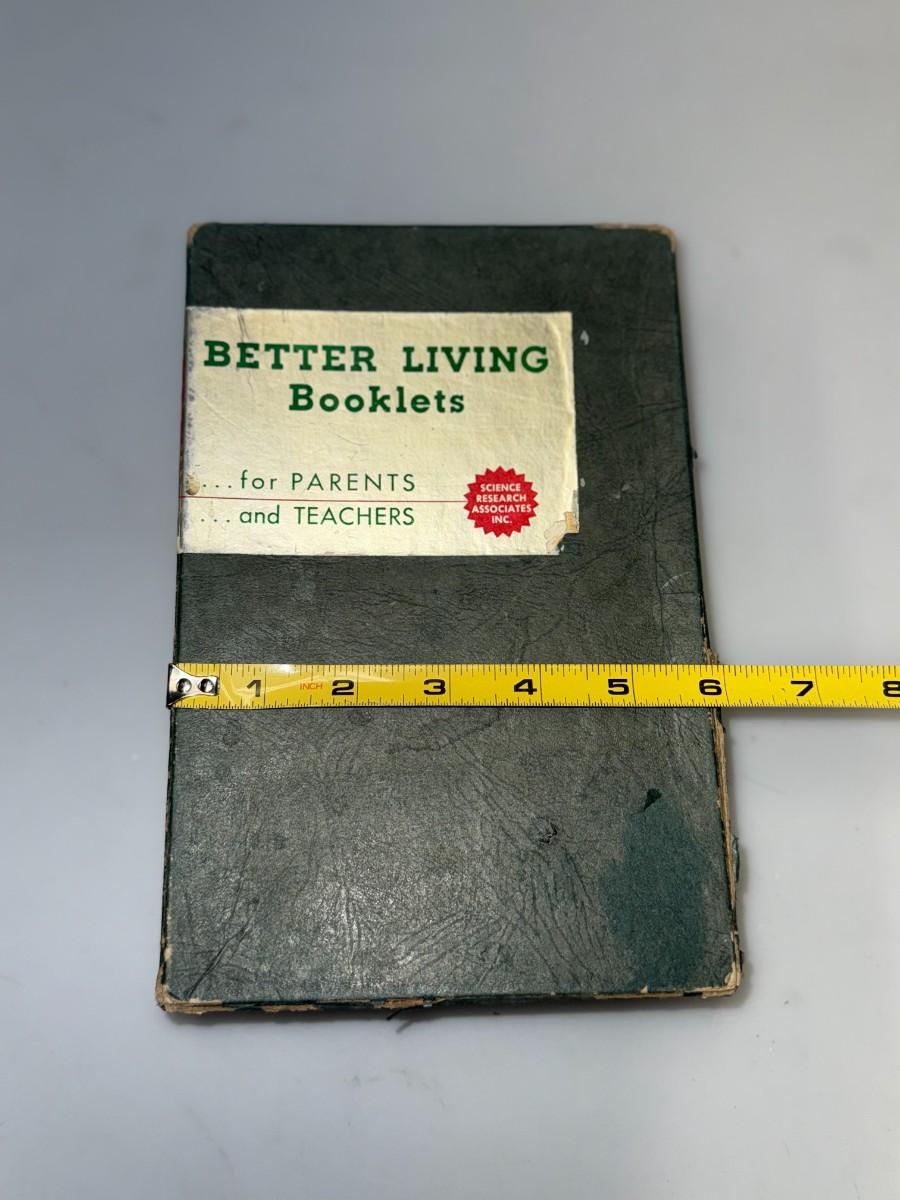 BETTER LIVING
Booklets
...for PARENTS
...and TEACHERS
SCIENCE
RESEARCH
ASSOCIATES
INC.
1 INCH 2 3 4 5 6 7 8